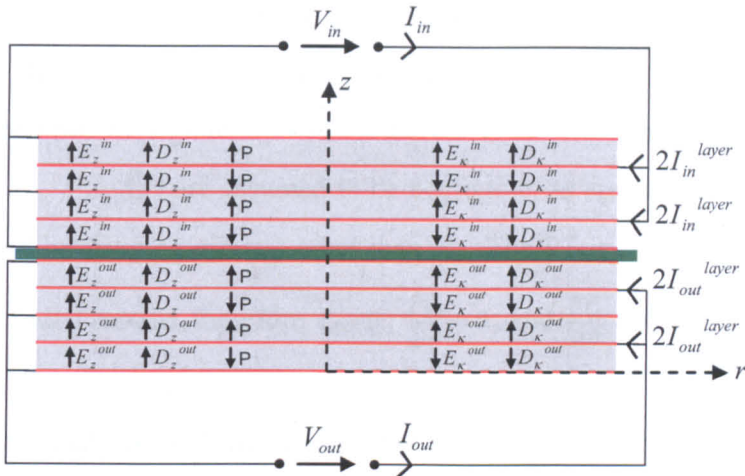 V_in I_in
z
E_z^in D_z^in P E_κ^in D_κ^in
2I_in^layer
E_z^in D_z^in P E_κ^in D_κ^in
E_z^in D_z^in P E_κ^in D_κ^in
2I_in^layer
E_z^in D_z^in P E_κ^in D_κ^in
E_z^out D_z^out P E_κ^out D_κ^out
2I_out^layer
E_z^out D_z^out P E_κ^out D_κ^out
E_z^out D_z^out P E_κ^out D_κ^out
2I_out^layer
E_z^out D_z^out P E_κ^out D_κ^out
r
V_out I_out